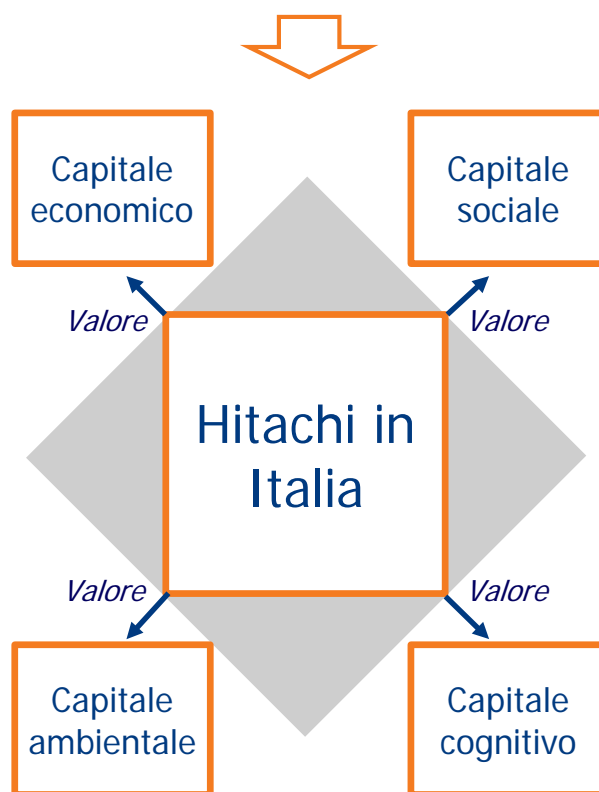 Capitale
economico
Capitale
sociale
Valore
Valore
Hitachi in
Italia
Valore
Valore
Capitale
ambientale
Capitale
cognitivo